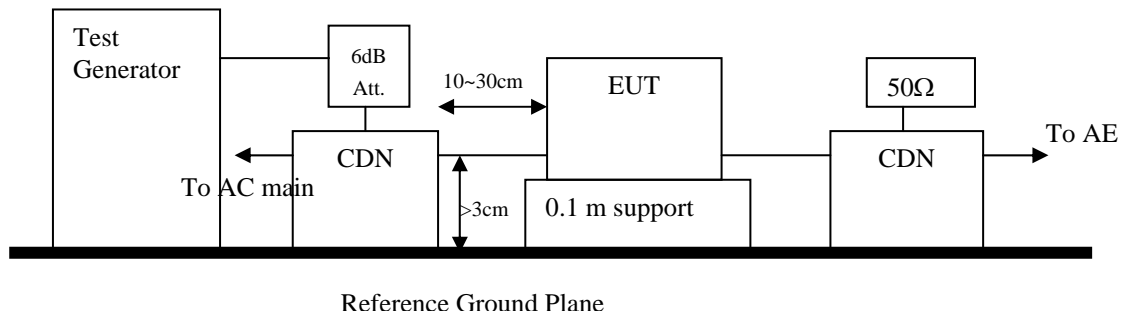 Test
Generator
6dB
Att.
10~30cm
EUT
50Ω
To AE
CDN
CDN
To AC main
>3cm
0.1 m support
Reference Ground Plane